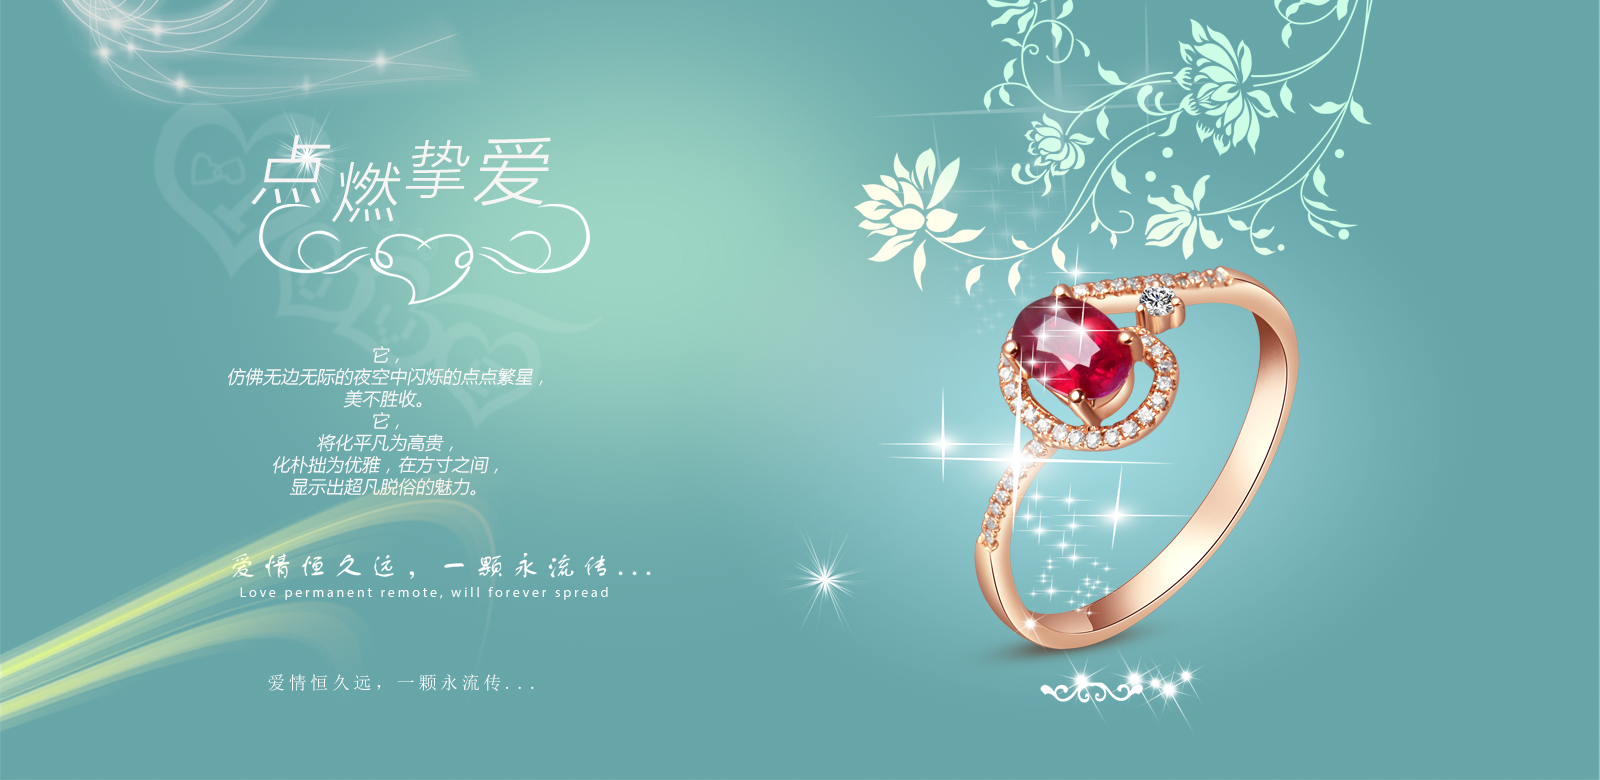 点燃挚爱
它，
仿佛无边无际的夜空中闪烁的点点繁星，
美不胜收。
它，
将化平凡为高贵，
化朴拙为优雅，在方寸之间，
显示出超凡脱俗的魅力。
爱情恒久远，一颗永流传...
Love permanent remote, will forever spread
爱情恒久远，一颗永流传...